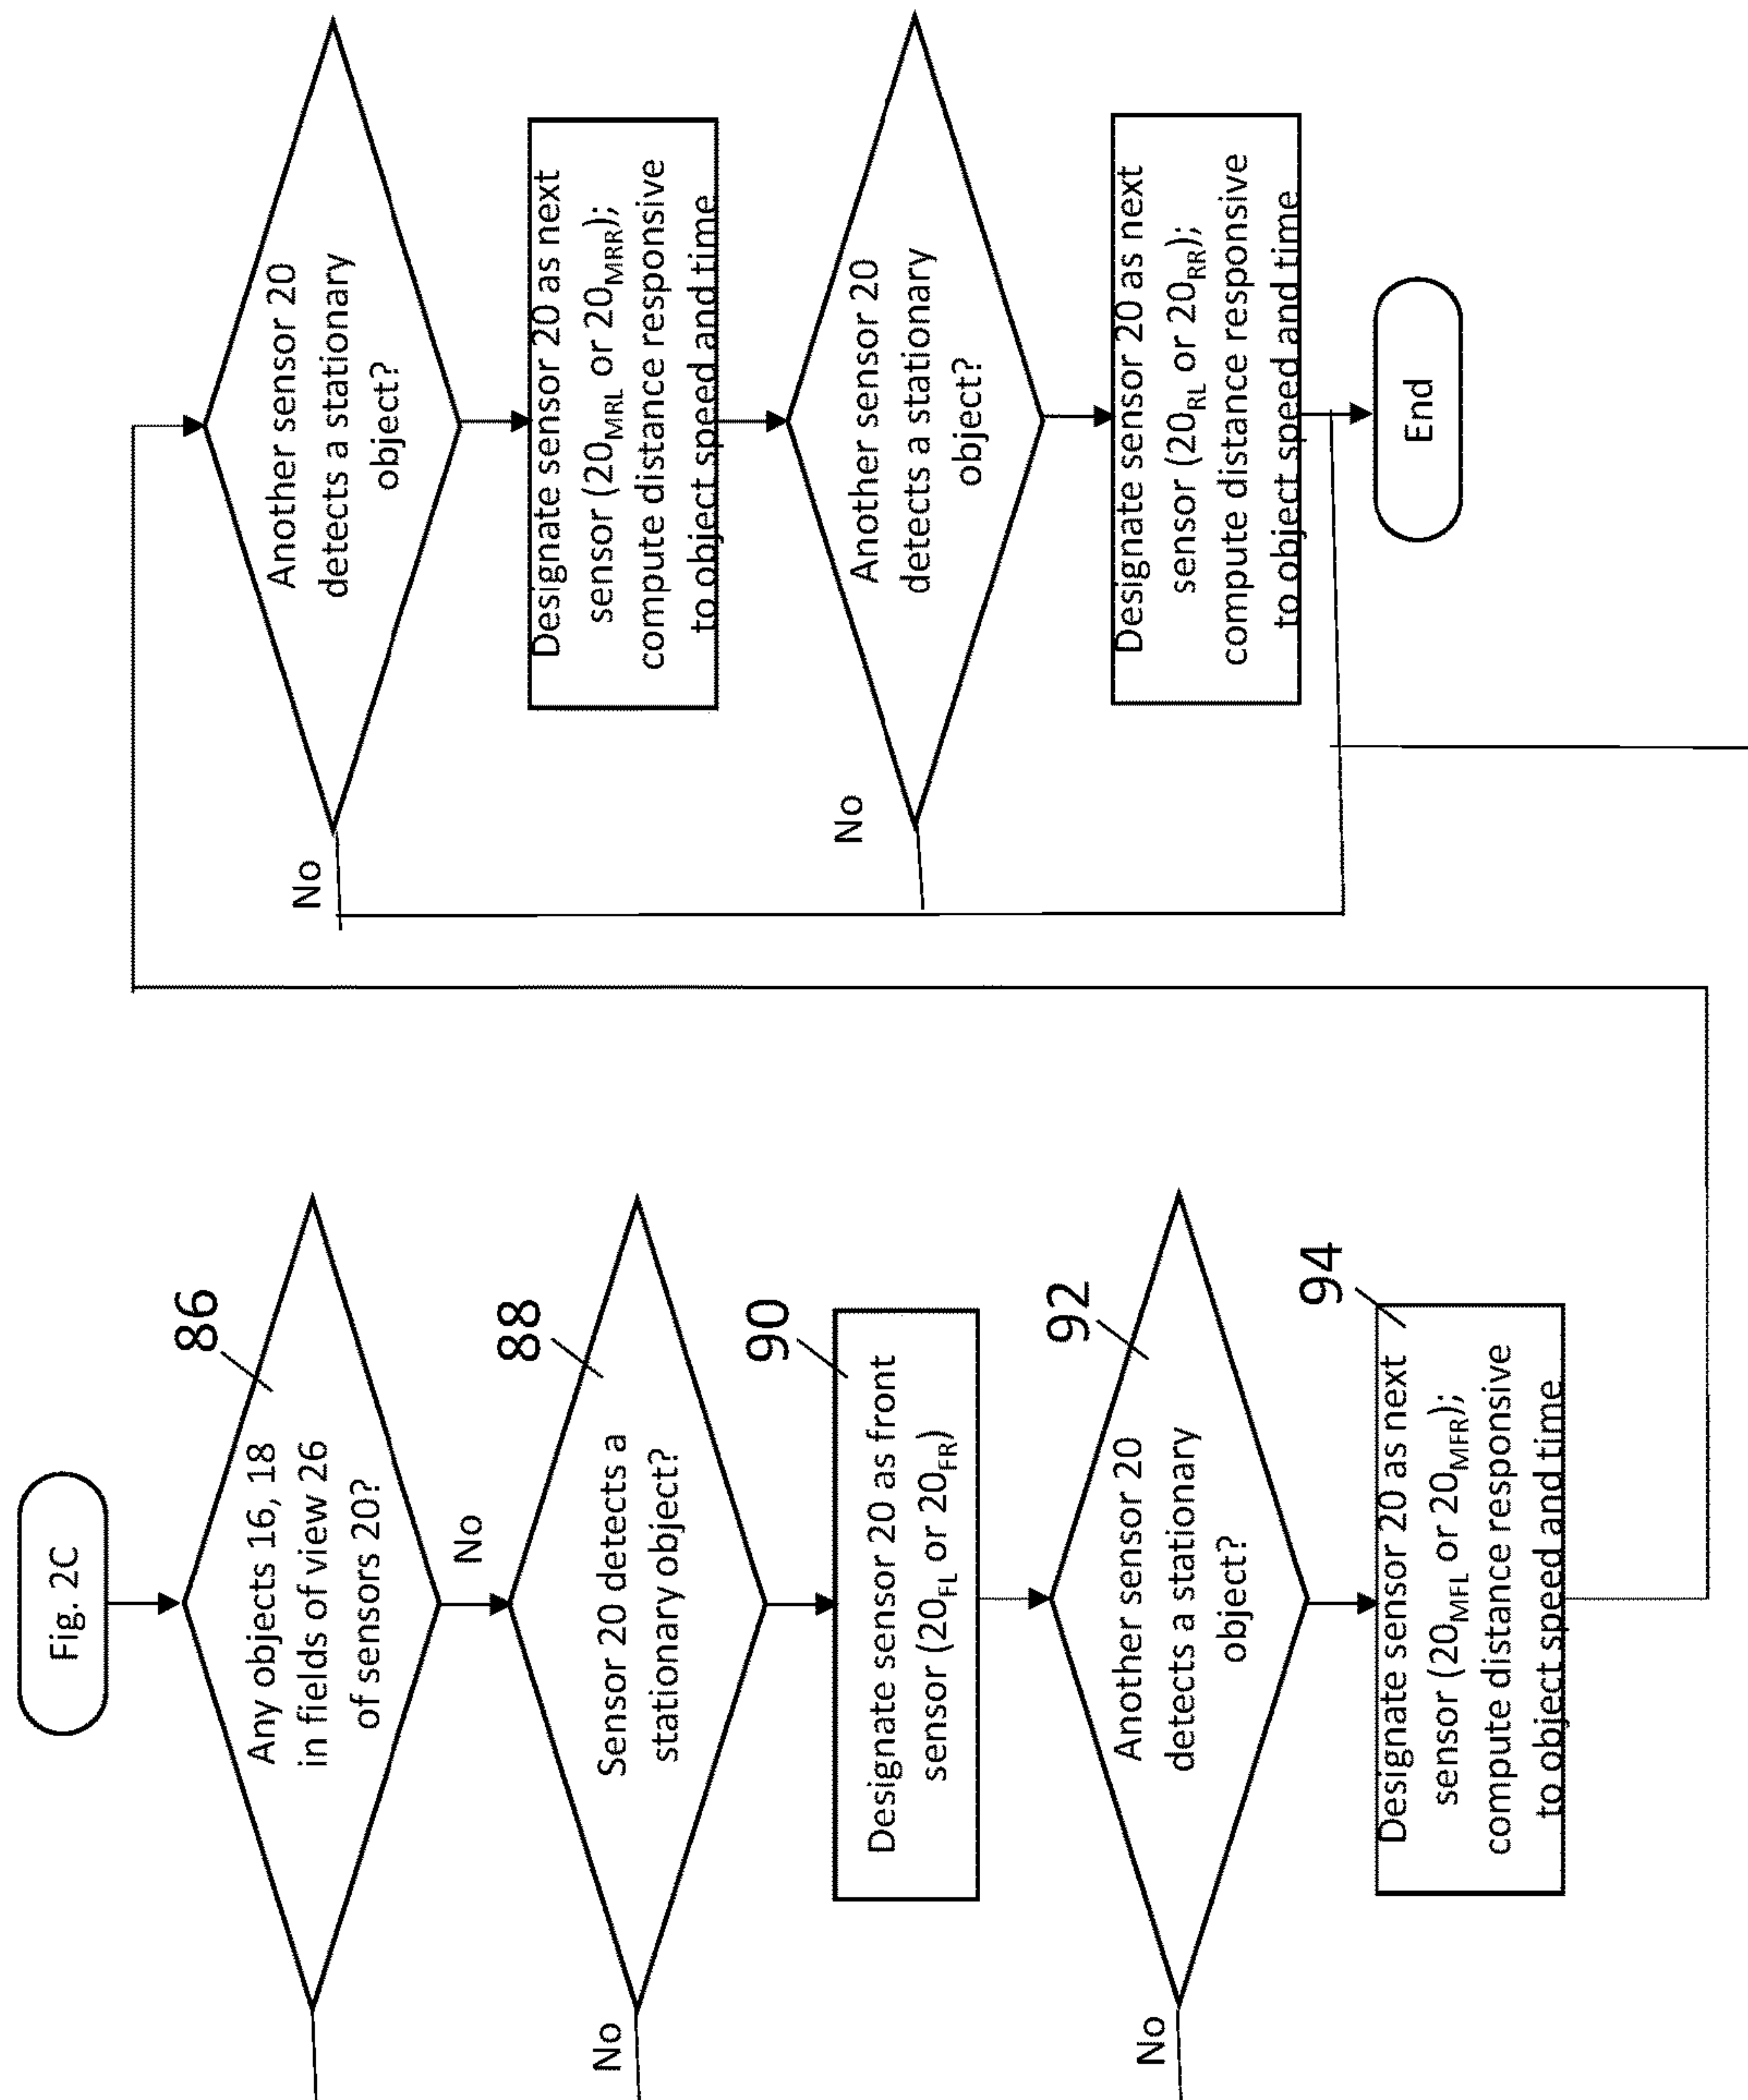 Fig. 2C
86
Any objects 16, 18
in fields of view 26
of sensors 20?
No
88
Sensor 20 detects a
stationary object?
No
90
Designate sensor 20 as front
sensor (20FL or 20FR)
92
Another sensor 20
detects a stationary
object?
No
94
Designate sensor 20 as next
sensor (20MFL or 20MFR);
compute distance responsive
to object speed and time
Another sensor 20
detects a stationary
object?
No
Designate sensor 20 as next
sensor (20MRL or 20MRR);
compute distance responsive
to object speed and time
Another sensor 20
detects a stationary
object?
No
Designate sensor 20 as next
sensor (20RL or 20RR);
compute distance responsive
to object speed and time
End